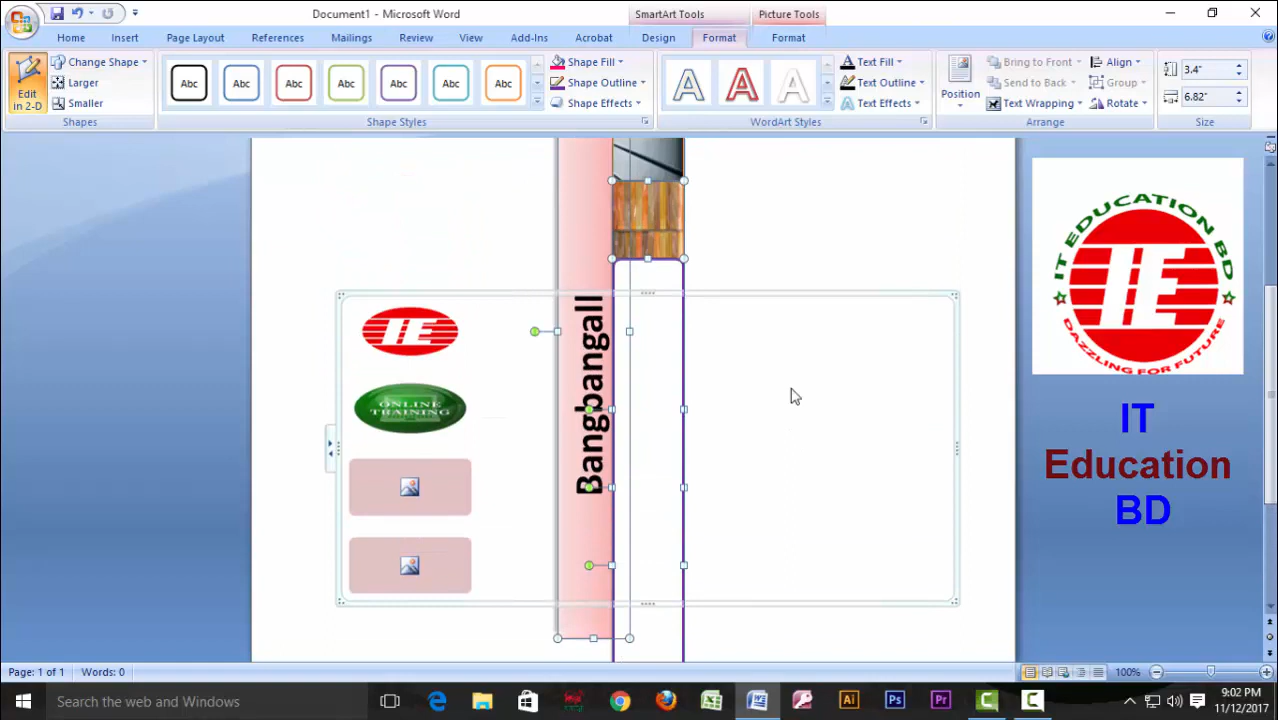 Document1 - Microsoft Word
SmartArt Tools
Picture Tools
Home
Insert
Page Layout
References
Mailings
Review
View
Add-Ins
Acrobat
Design
Format
Format
Edit
in 2-D
Change Shape
Larger
Smaller
Shapes
Abc
Abc
Abc
Abc
Abc
Abc
Abc
Shape Fill
Shape Outline
Shape Effects
Shape Styles
A
A
A
Text Fill
Text Outline
Text Effects
WordArt Styles
Position
Bring to Front
Send to Back
Text Wrapping
Align
Group
Rotate
Arrange
3.4"
6.82"
Size
IE
ONLINE
TRAINING
Bangbangall
IT EDUCATION BD
IE
DAZZLING FOR FUTURE
IT
Education
BD
Page: 1 of 1
Words: 0
100%
Search the web and Windows
9:02 PM
11/12/2017